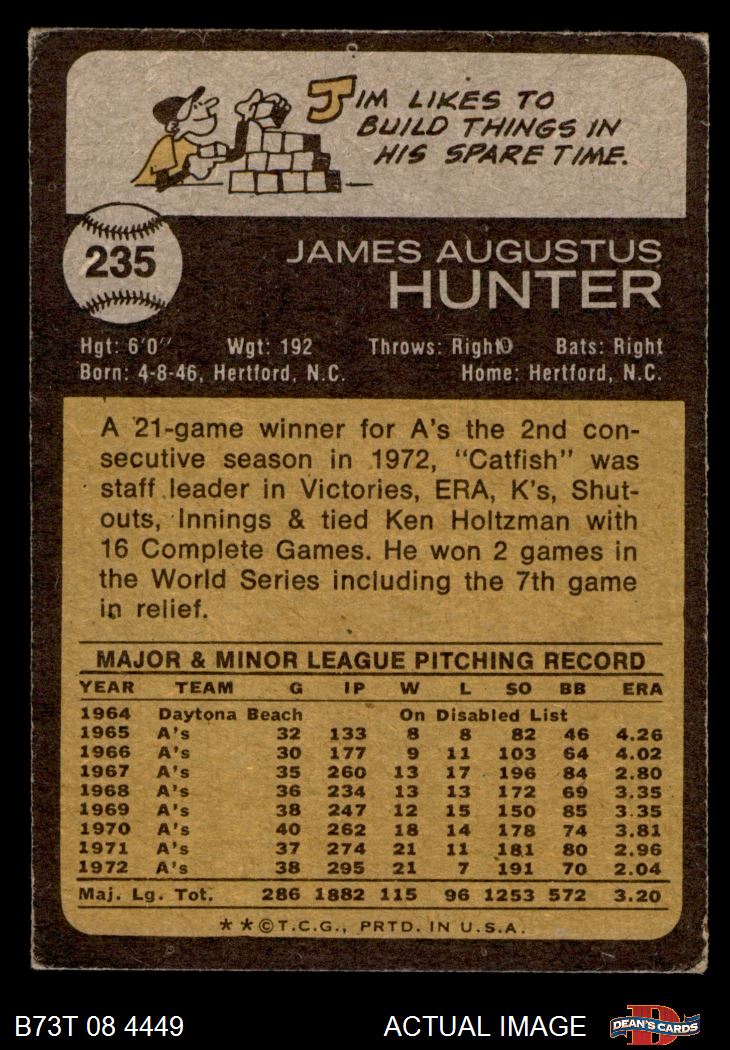 JIM LIKES TO
BUILD THINGS IN
HIS SPARE TIME.
235
JAMES AUGUSTUS
HUNTER
Hgt: 6'0" Wgt: 192 Throws: Right Bats: Right
Born: 4-8-46, Hertford, N.C. Home: Hertford, N.C.
A 21-game winner for A's the 2nd con-
secutive season in 1972, "Catfish" was
staff leader in Victories, ERA, K's, Shut-
outs, Innings & tied Ken Holtzman with
16 Complete Games. He won 2 games in
the World Series including the 7th game
in relief.
MAJOR & MINOR LEAGUE PITCHING RECORD
YEAR TEAM G IP W L SO BB ERA
1964 Daytona Beach On Disabled List
1965 A's 32 133 8 8 82 46 4.26
1966 A's 30 177 9 11 103 64 4.02
1967 A's 35 260 13 17 196 84 2.80
1968 A's 36 234 13 13 172 69 3.35
1969 A's 38 247 12 15 150 85 3.35
1970 A's 40 262 18 14 178 74 3.81
1971 A's 37 274 21 11 181 80 2.96
1972 A's 38 295 21 7 191 70 2.04
Maj. Lg. Tot. 286 1882 115 96 1253 572 3.20
* * © T.C.G., PRTD. IN U.S.A.
B73T 08 4449 ACTUAL IMAGE D DEAN'S CARDS